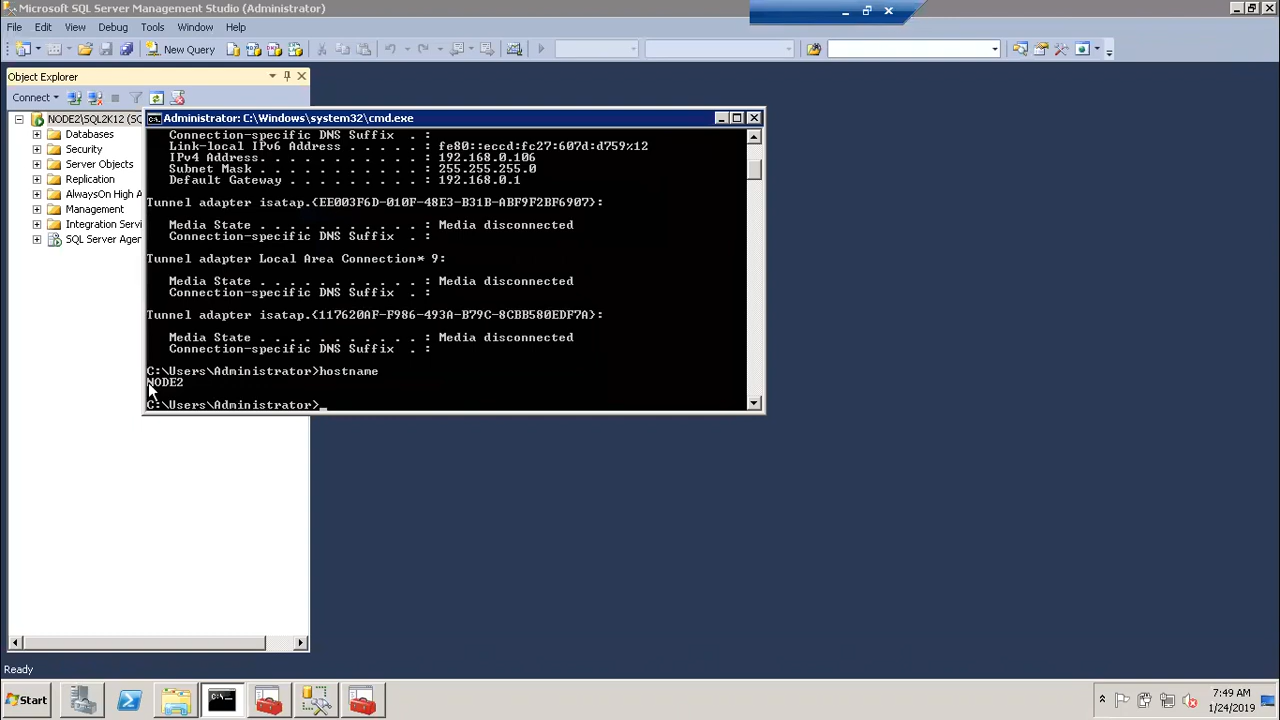 Microsoft SQL Server Management Studio (Administrator)
File Edit View Debug Tools Window Help
New Query
Object Explorer
Connect
NODE2\SQL2K12 (SQ
Databases
Security
Server Objects
Replication
AlwaysOn High A
Management
Integration Servi
SQL Server Agen
Administrator: C:\Windows\system32\cmd.exe
Connection-specific DNS Suffix . :
Link-local IPv6 Address . . . . . : fe80::eccd:fc27:607d:d759%12
IPv4 Address. . . . . . . . . . . : 192.168.0.106
Subnet Mask . . . . . . . . . . . : 255.255.255.0
Default Gateway . . . . . . . . . : 192.168.0.1
Tunnel adapter isatap.{EE003F6D-010F-48E3-B31B-ABF9F2BF6907}:
Media State . . . . . . . . . . . : Media disconnected
Connection-specific DNS Suffix . :
Tunnel adapter Local Area Connection* 9:
Media State . . . . . . . . . . . : Media disconnected
Connection-specific DNS Suffix . :
Tunnel adapter isatap.{117620AF-F986-493A-B79C-8CBB580EDF7A}:
Media State . . . . . . . . . . . : Media disconnected
Connection-specific DNS Suffix . :
C:\Users\Administrator>hostname
NODE2
C:\Users\Administrator>_
Ready
Start
7:49 AM
1/24/2019